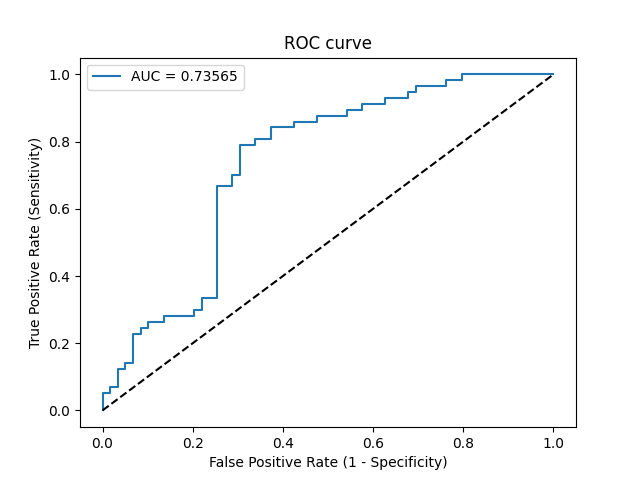 ROC curve
AUC = 0.73565
True Positive Rate (Sensitivity)
1.0
0.8
0.6
0.4
0.2
0.0
0.0 0.2 0.4 0.6 0.8 1.0
False Positive Rate (1 - Specificity)